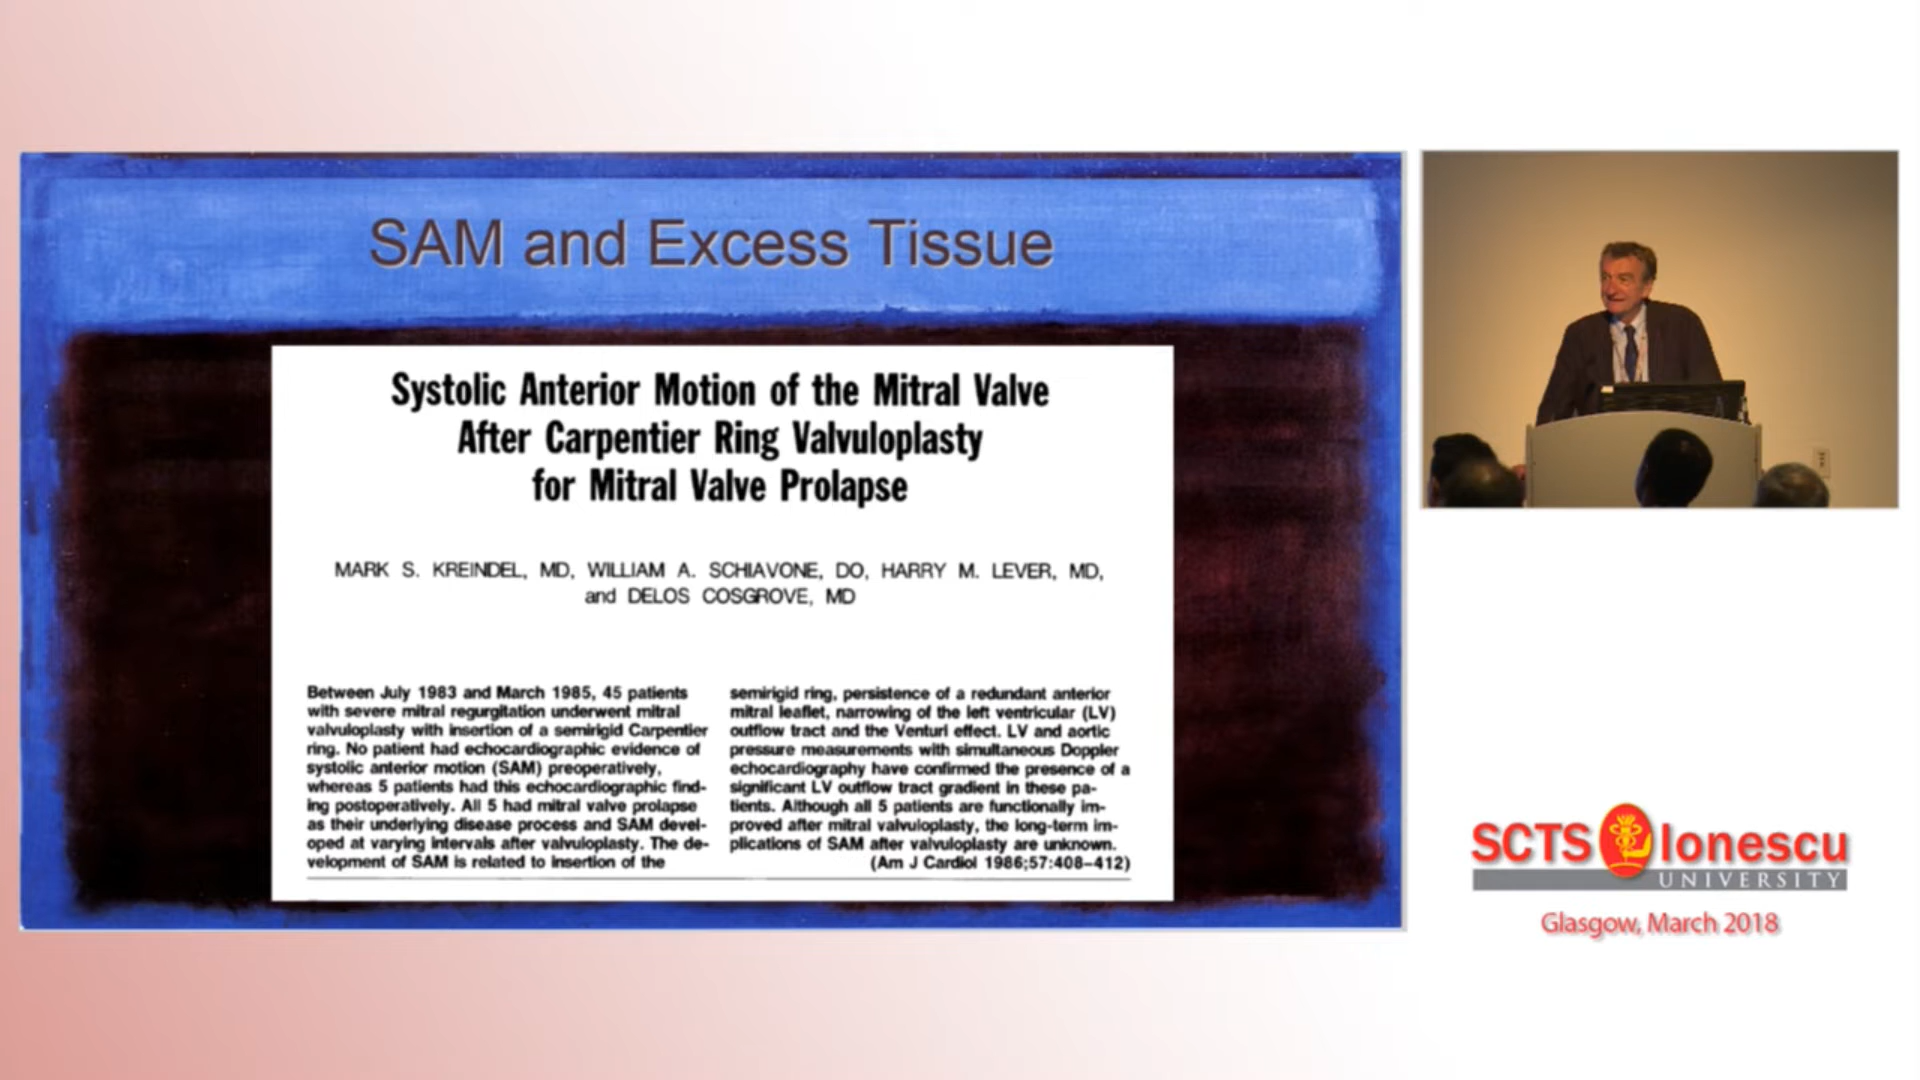 SAM and Excess Tissue
Systolic Anterior Motion of the Mitral Valve
After Carpentier Ring Valvuloplasty
for Mitral Valve Prolapse
MARK S. KREINDEL, MD, WILLIAM A. SCHIAVONE, DO, HARRY M. LEVER, MD,
and DELOS COSGROVE, MD
Between July 1983 and March 1985, 45 patients
with severe mitral regurgitation underwent mitral
valvuloplasty with insertion of a semirigid Carpentier
ring. No patient had echocardiographic evidence of
systolic anterior motion (SAM) preoperatively,
whereas 5 patients had this echocardiographic find-
ing postoperatively. All 5 had mitral valve prolapse
as their underlying disease process and SAM devel-
oped at varying intervals after valvuloplasty. The de-
velopment of SAM is related to insertion of the
semirigid ring, persistence of a redundant anterior
mitral leaflet, narrowing of the left ventricular (LV)
outflow tract and the Venturi effect. LV and aortic
pressure measurements with simultaneous Doppler
echocardiography have confirmed the presence of a
significant LV outflow tract gradient in these pa-
tients. Although all 5 patients are functionally im-
proved after mitral valvuloplasty, the long-term im-
plications of SAM after valvuloplasty are unknown.
(Am J Cardiol 1986;57:408–412)
SCTS Ionescu
UNIVERSITY
Glasgow, March 2018